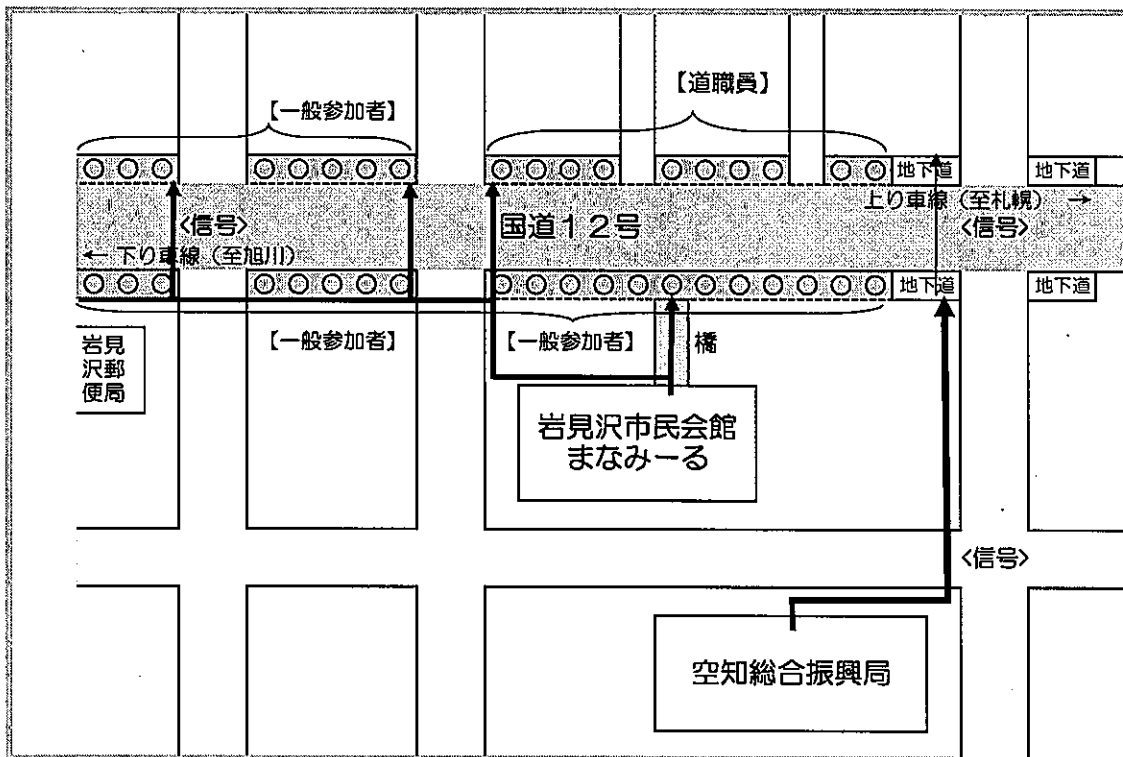 【道職員】
【一般参加者】
地下道
地下道
上り車線（至札幌） →
<信号>
国道１２号
<信号>
← 下り車線（至旭川）
地下道
地下道
【一般参加者】
【一般参加者】
橋
岩見
沢郵
便局
岩見沢市民会館
まなみーる
<信号>
空知総合振興局